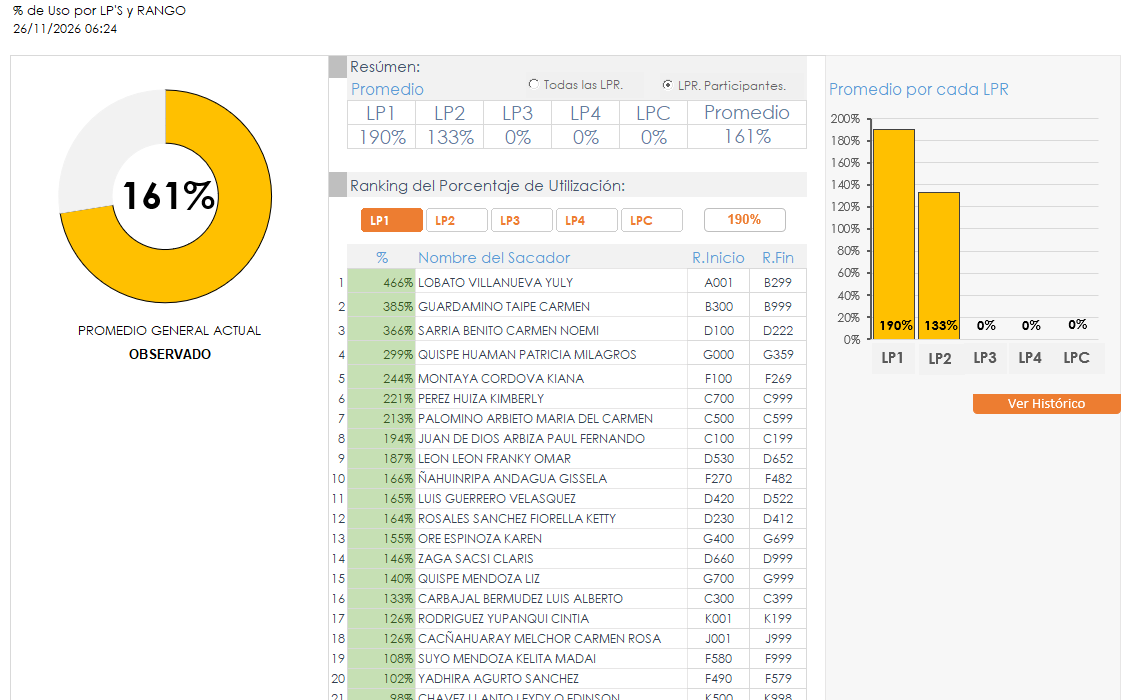 % de Uso por LP'S y RANGO
26/11/2026 06:24
161%
PROMEDIO GENERAL ACTUAL
OBSERVADO
Resúmen:
Promedio
Todas las LPR.
LPR. Participantes.
LP1 LP2 LP3 LP4 LPC Promedio
190% 133% 0% 0% 0% 161%
Ranking del Porcentaje de Utilización:
LP1 LP2 LP3 LP4 LPC 190%
% Nombre del Sacador R.Inicio R.Fin
1 466% LOBATO VILLANUEVA YULY A001 B299
2 385% GUARDAMINO TAIPE CARMEN B300 B999
3 366% SARRIA BENITO CARMEN NOEMI D100 D222
4 299% QUISPE HUAMAN PATRICIA MILAGROS G000 G359
5 244% MONTAYA CORDOVA KIANA F100 F269
6 221% PEREZ HUIZA KIMBERLY C700 C999
7 213% PALOMINO ARBIETO MARIA DEL CARMEN C500 C599
8 194% JUAN DE DIOS ARBIZA PAUL FERNANDO C100 C199
9 187% LEON LEON FRANKY OMAR D530 D652
10 166% ÑAHUINRIPA ANDAGUA GISSELA F270 F482
11 165% LUIS GUERRERO VELASQUEZ D420 D522
12 164% ROSALES SANCHEZ FIORELLA KETTY D230 D412
13 155% ORE ESPINOZA KAREN G400 G699
14 146% ZAGA SACSI CLARIS D660 D999
15 140% QUISPE MENDOZA LIZ G700 G999
16 133% CARBAJAL BERMUDEZ LUIS ALBERTO C300 C399
17 126% RODRIGUEZ YUPANQUI CINTIA K001 K199
18 126% CACÑAHUARAY MELCHOR CARMEN ROSA J001 J999
19 108% SUYO MENDOZA KELITA MADAI F580 F999
20 102% YADHIRA AGURTO SANCHEZ F490 F579
21 98% CHAVEZ LLANTO LEYDY O EDINSON K500 K998
Promedio por cada LPR
200%
180%
160%
140%
120%
100%
80%
60%
40%
20%
0%
190% 133% 0% 0% 0%
LP1 LP2 LP3 LP4 LPC
Ver Histórico